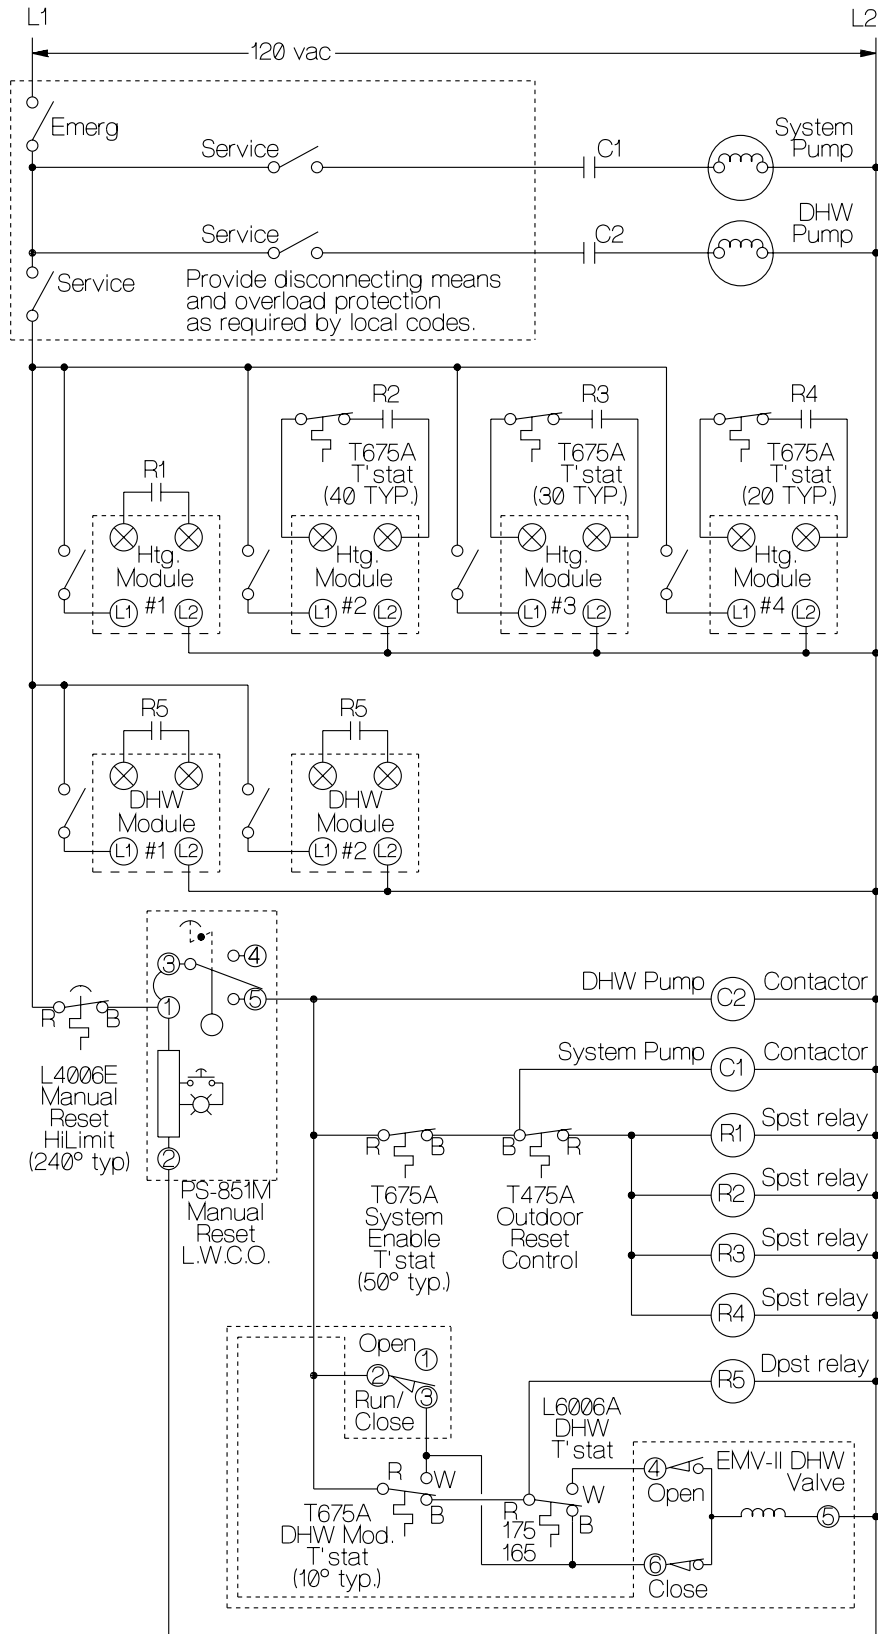 L1
L2
120 vac
Emerg
Service
C1
System
Pump
Service
C2
DHW
Pump
Service
Provide disconnecting means
and overload protection
as required by local codes.
R1
R2
T675A
T'stat
(40 TYP.)
R3
T675A
T'stat
(30 TYP.)
R4
T675A
T'stat
(20 TYP.)
Htg.
Module
L1 #1 L2
Htg.
Module
L1 #2 L2
Htg.
Module
L1 #3 L2
Htg.
Module
L1 #4 L2
R5
R5
DHW
Module
L1 #1 L2
DHW
Module
L1 #2 L2
3
4
5
1
2
R
B
L4006E
Manual
Reset
HiLimit
(240° typ)
PS-851M
Manual
Reset
L.W.C.O.
DHW Pump C2 Contactor
System Pump C1 Contactor
R1 Spst relay
R2 Spst relay
R3 Spst relay
R4 Spst relay
R5 Dpst relay
R
B
T675A
System
Enable
T'stat
(50° typ.)
B
R
T475A
Outdoor
Reset
Control
Open
1
2
3
Run/
Close
R
W
B
T675A
DHW Mod.
T'stat
(10° typ.)
L6006A
DHW
T'stat
R
W
B
175
165
EMV-II DHW
Valve
4
Open
5
6
Close